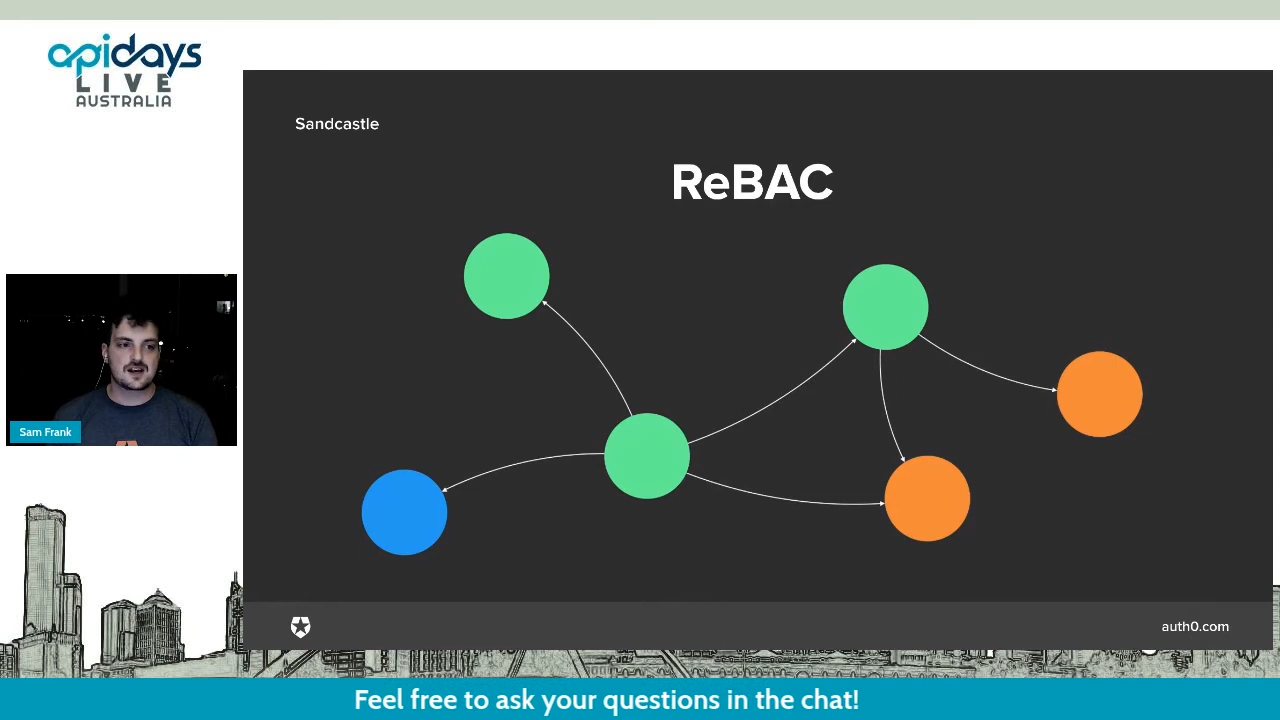 apidays
LIVE
AUSTRALIA
Sandcastle
ReBAC
Sam Frank
auth0.com
Feel free to ask your questions in the chat!